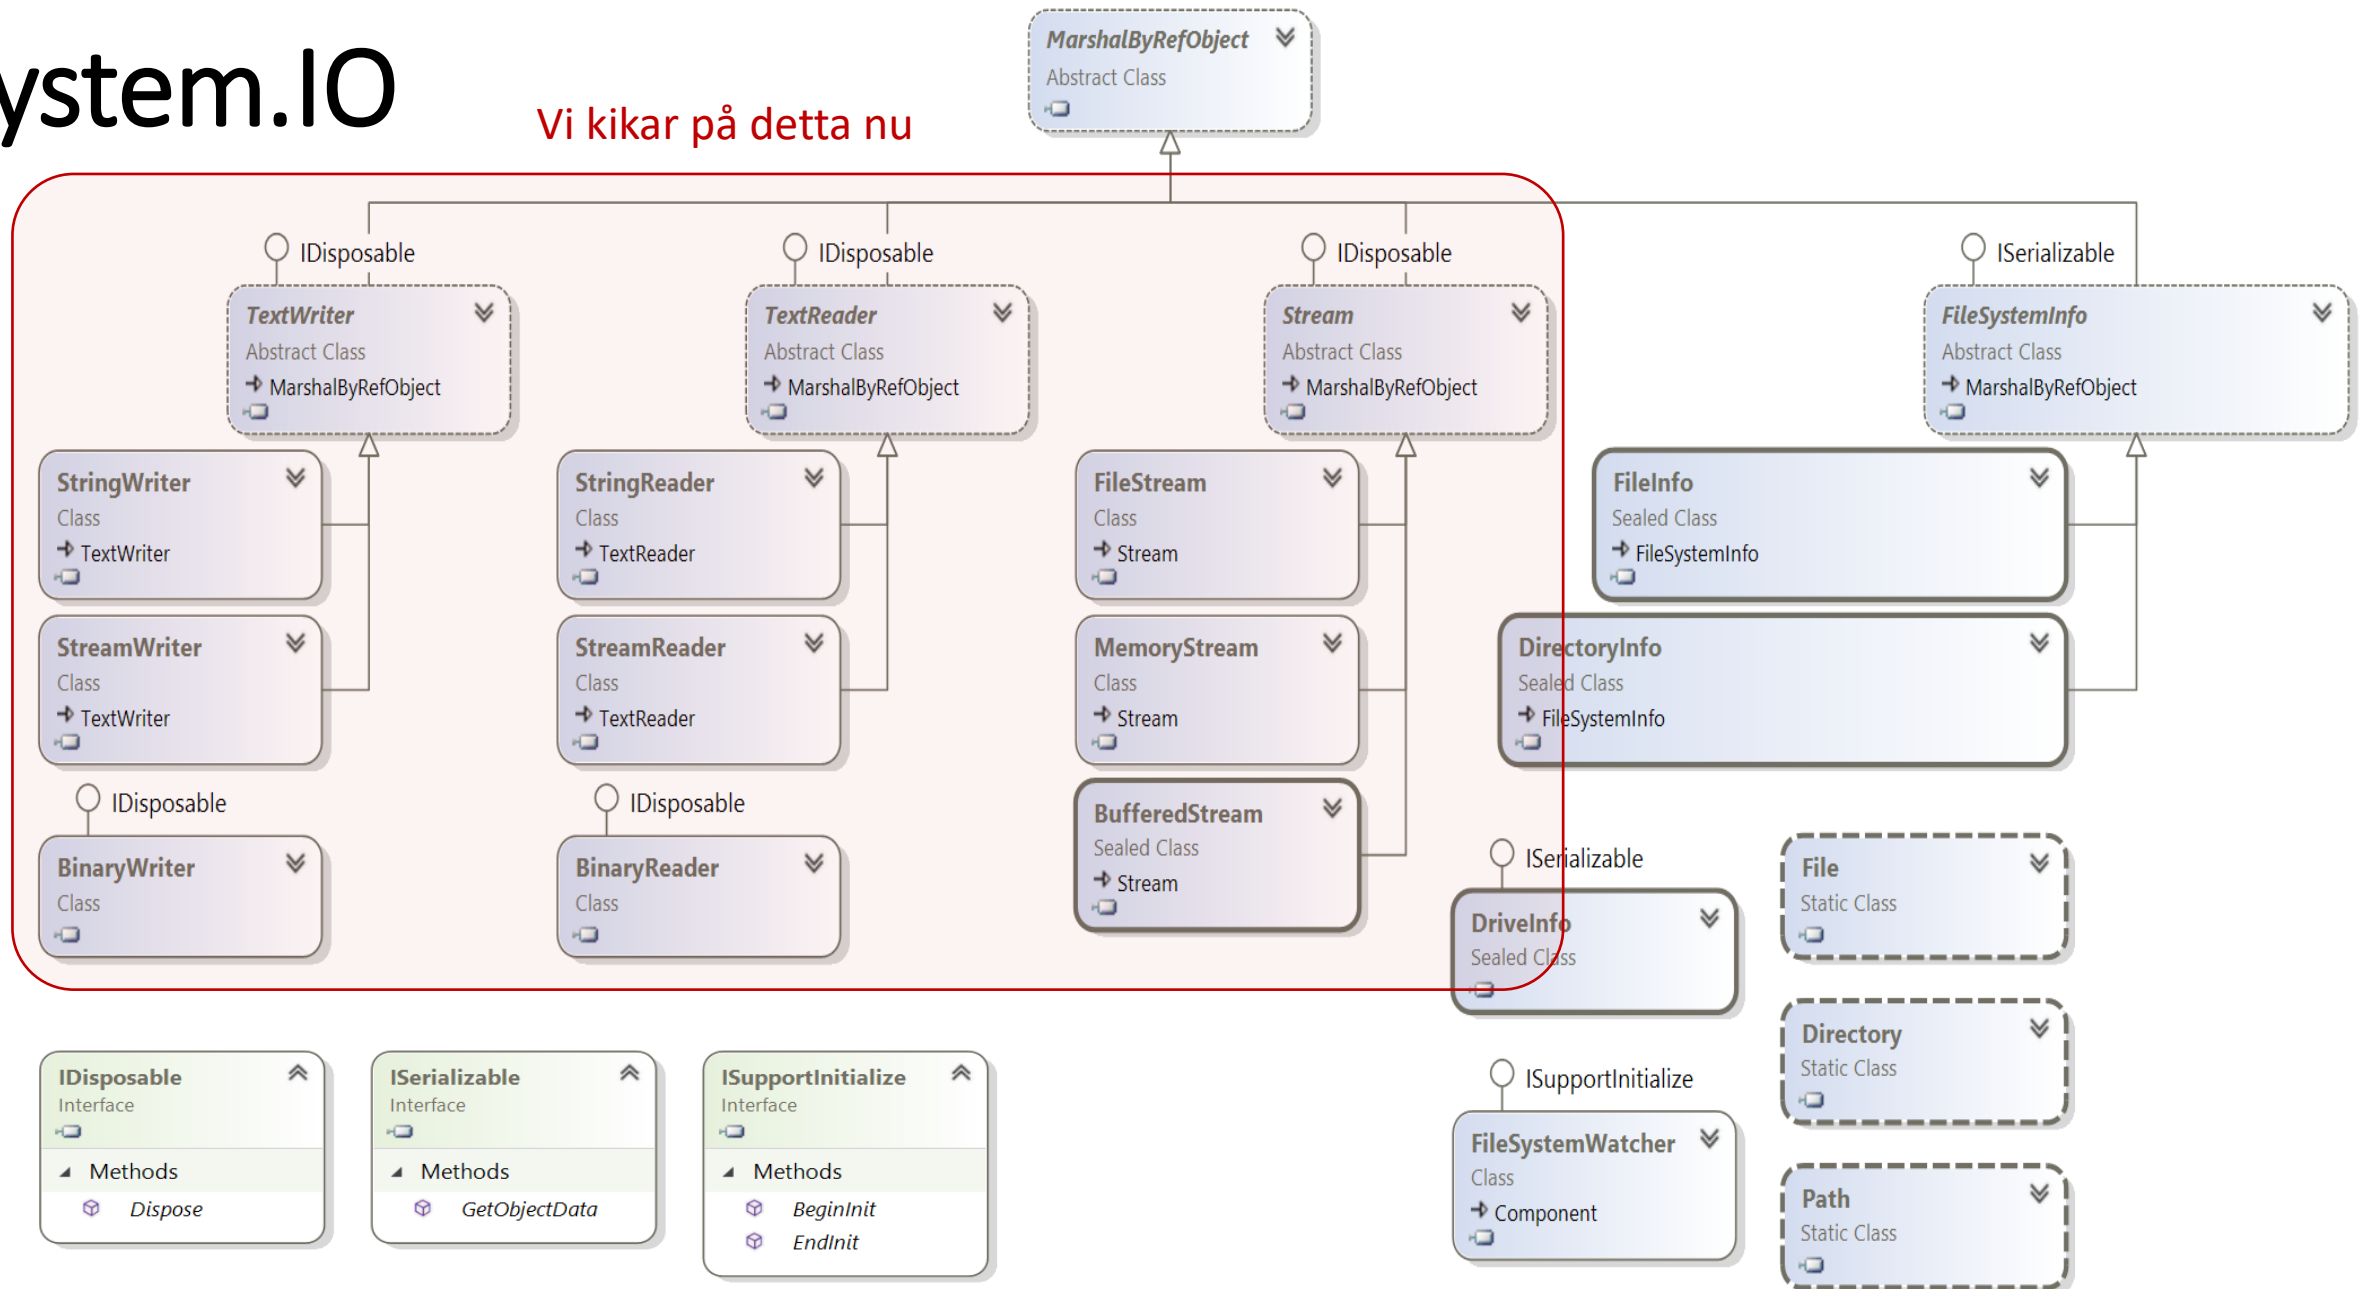 ystem.IO
Vi kikar på detta nu
MarshalByRefObject
Abstract Class
IDisposable
TextWriter
Abstract Class
MarshalByRefObject
IDisposable
TextReader
Abstract Class
MarshalByRefObject
IDisposable
Stream
Abstract Class
MarshalByRefObject
ISerializable
FileSystemInfo
Abstract Class
MarshalByRefObject
StringWriter
Class
TextWriter
StringReader
Class
TextReader
FileStream
Class
Stream
FileInfo
Sealed Class
FileSystemInfo
StreamWriter
Class
TextWriter
StreamReader
Class
TextReader
MemoryStream
Class
Stream
DirectoryInfo
Sealed Class
FileSystemInfo
IDisposable
BinaryWriter
Class
IDisposable
BinaryReader
Class
BufferedStream
Sealed Class
Stream
ISerializable
DriveInfo
Sealed Class
File
Static Class
Directory
Static Class
Path
Static Class
ISupportInitialize
FileSystemWatcher
Class
Component
IDisposable
Interface
Methods
Dispose
ISerializable
Interface
Methods
GetObjectData
ISupportInitialize
Interface
Methods
BeginInit
EndInit